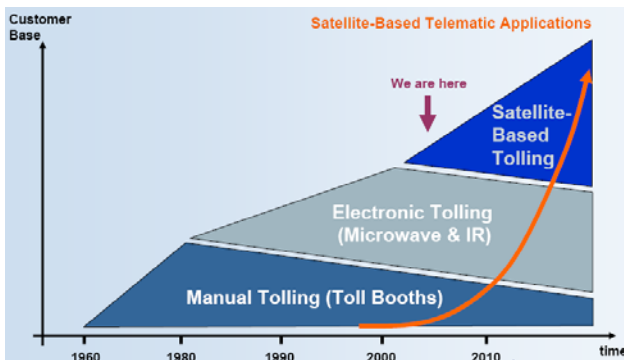 Customer
Base
Satellite-Based Telematic Applications
We are here
Satellite-
Based
Tolling
Electronic Tolling
(Microwave & IR)
Manual Tolling (Toll Booths)
time
1960 1980 1990 2000 2010